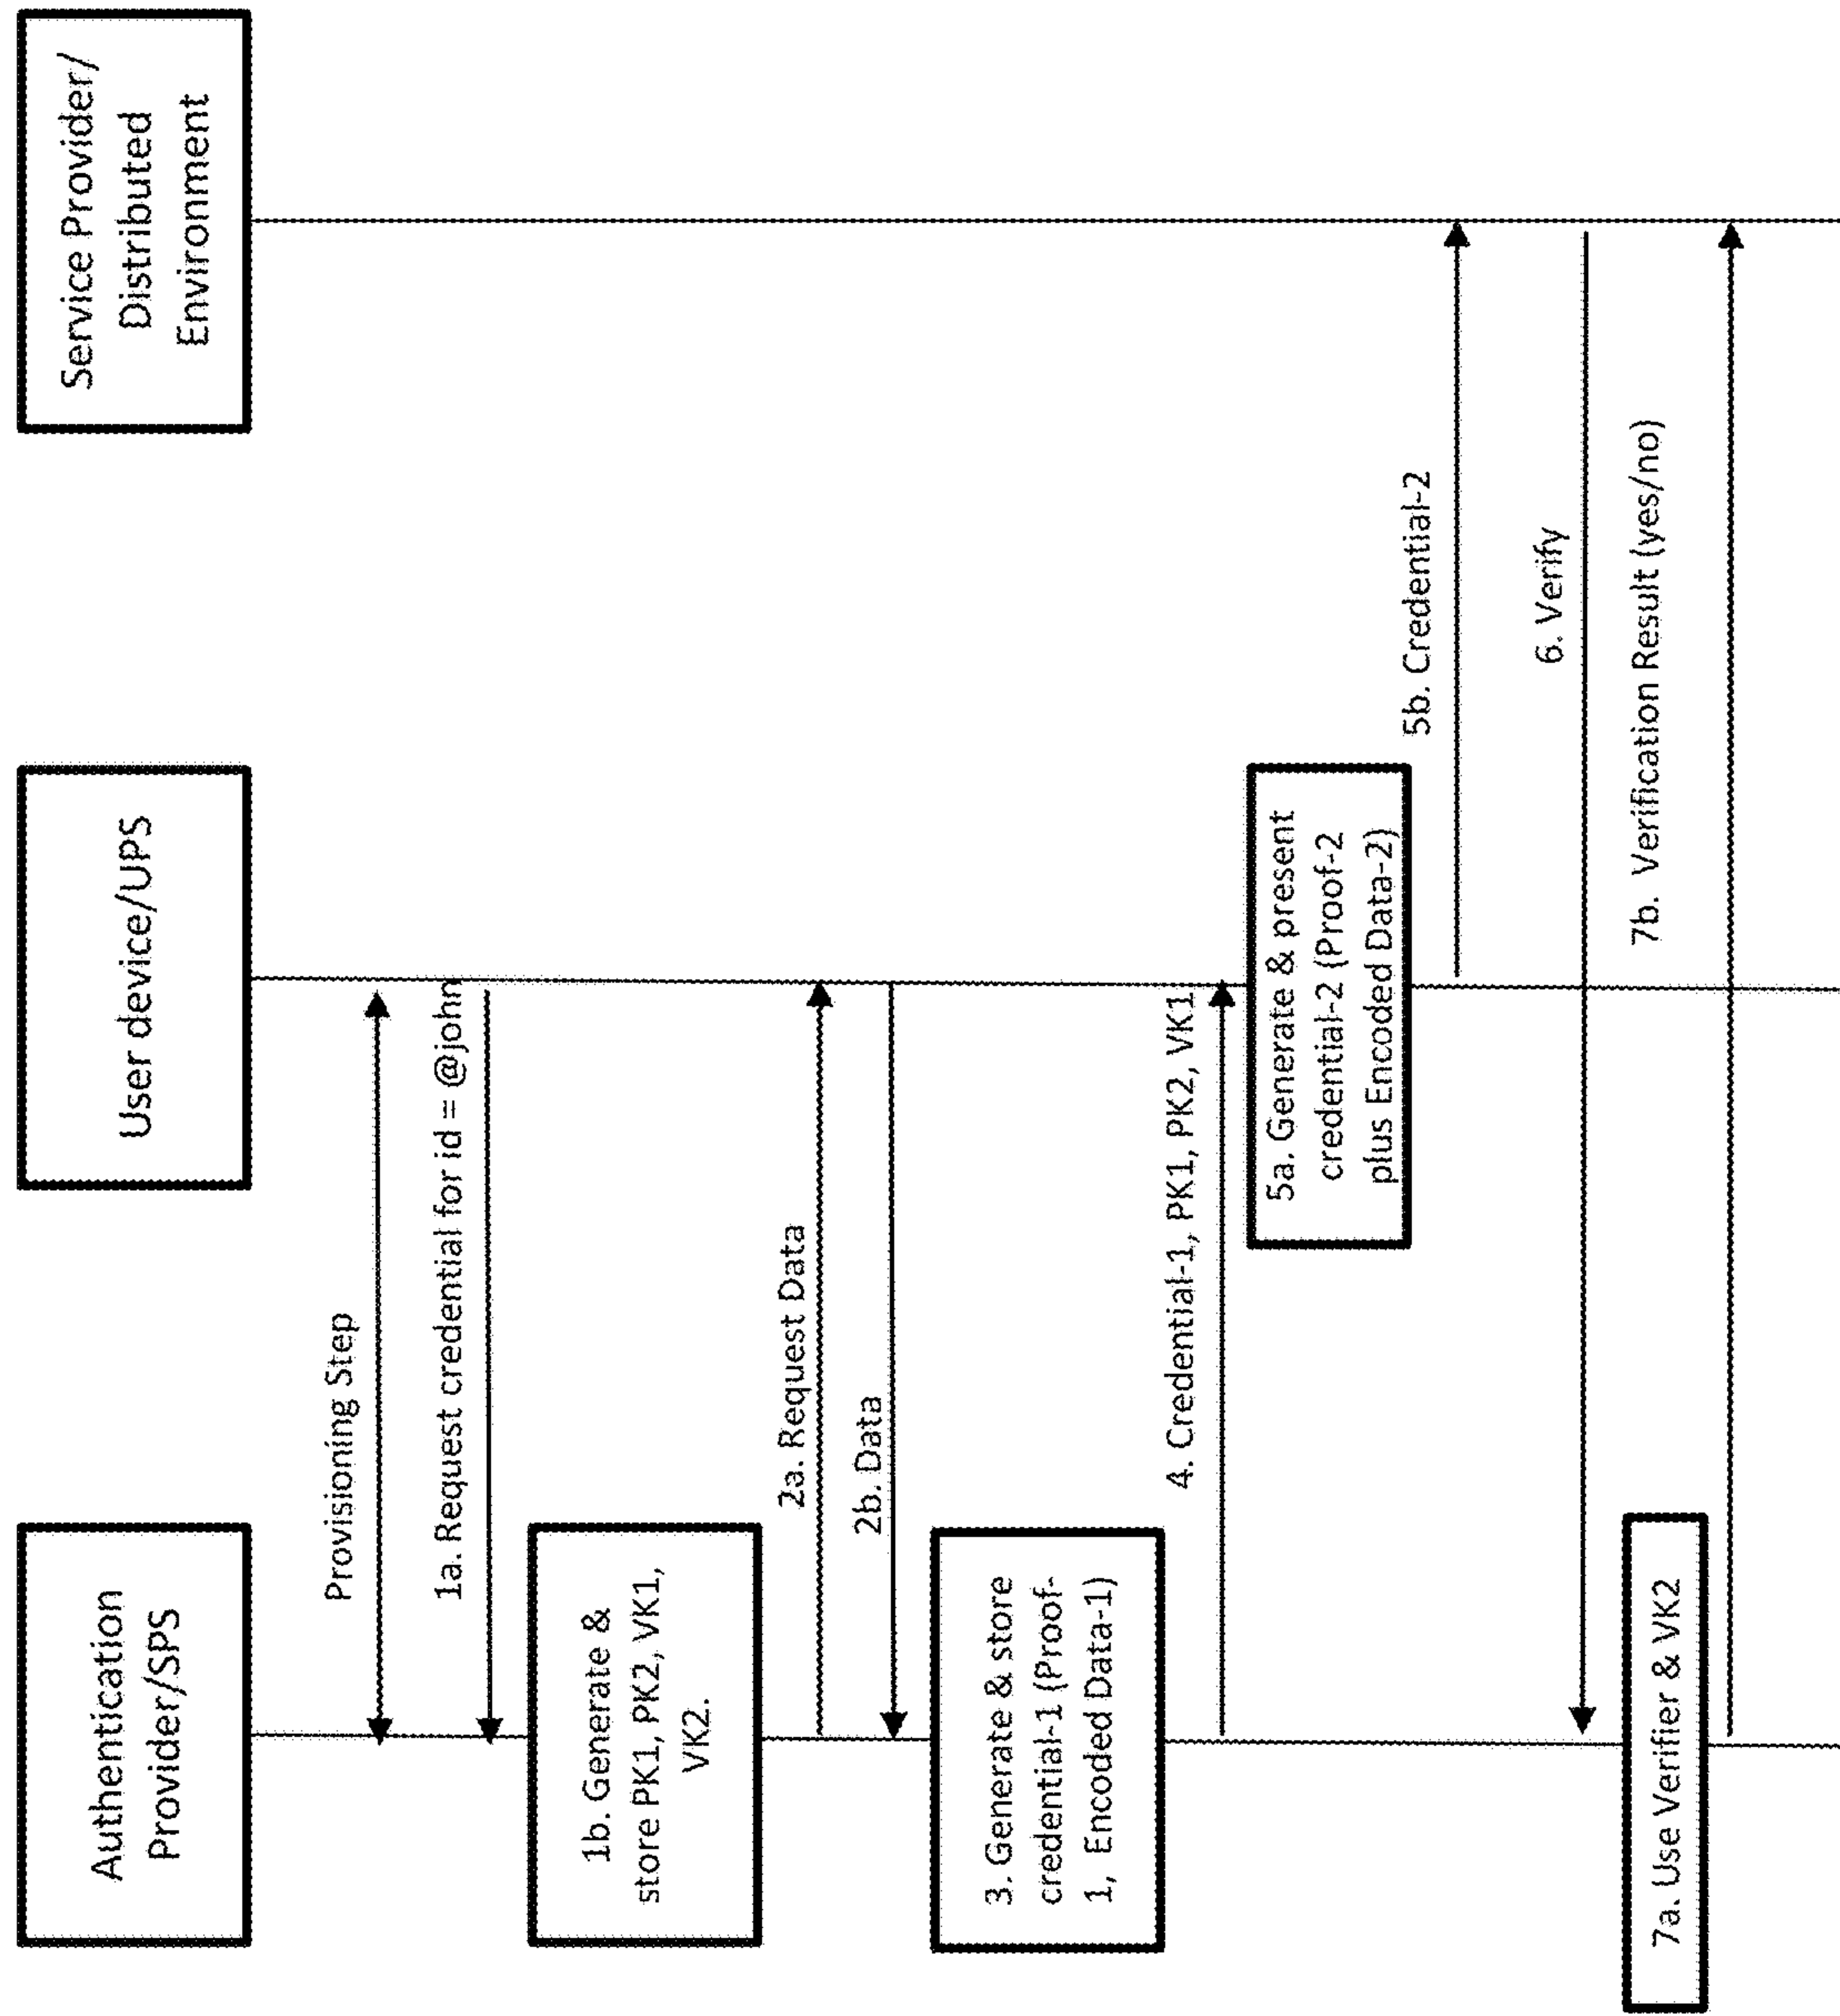 Authentication
Provider/SPS
User device/UPS
Service Provider/
Distributed
Environment
Provisioning Step
1a. Request credential for id = @john
1b. Generate &
store PK1, PK2, VK1,
VK2.
2a. Request Data
2b. Data
3. Generate & store
credential-1 (Proof-
1, Encoded Data-1)
4. Credential-1, PK1, PK2, VK1
5a. Generate & present
credential-2 (Proof-2
plus Encoded Data-2)
5b. Credential-2
6. Verify
7a. Use Verifier & VK2
7b. Verification Result (yes/no)